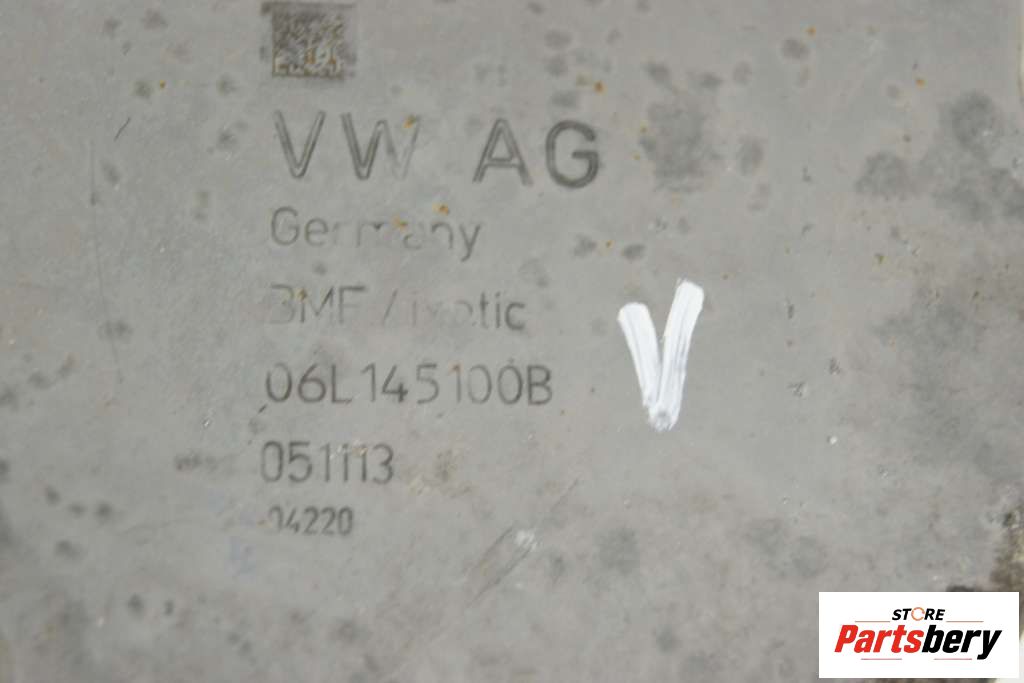 VW AG
Germany
06L145100B
051113
04220
V
STORE
Partsbery